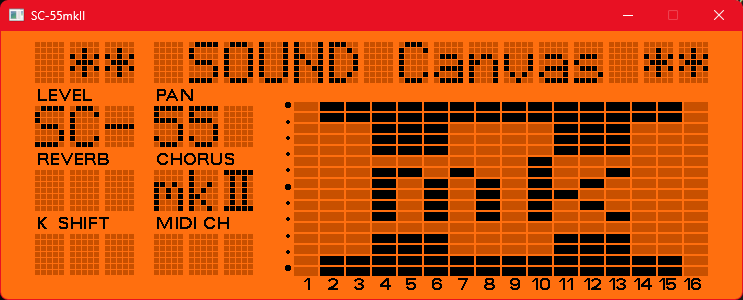 SC-55mkII
** SOUND Canvas **
LEVEL PAN
SC- 55
REVERB CHORUS
mk II
K SHIFT MIDI CH
mk
1 2 3 4 5 6 7 8 9 10 11 12 13 14 15 16